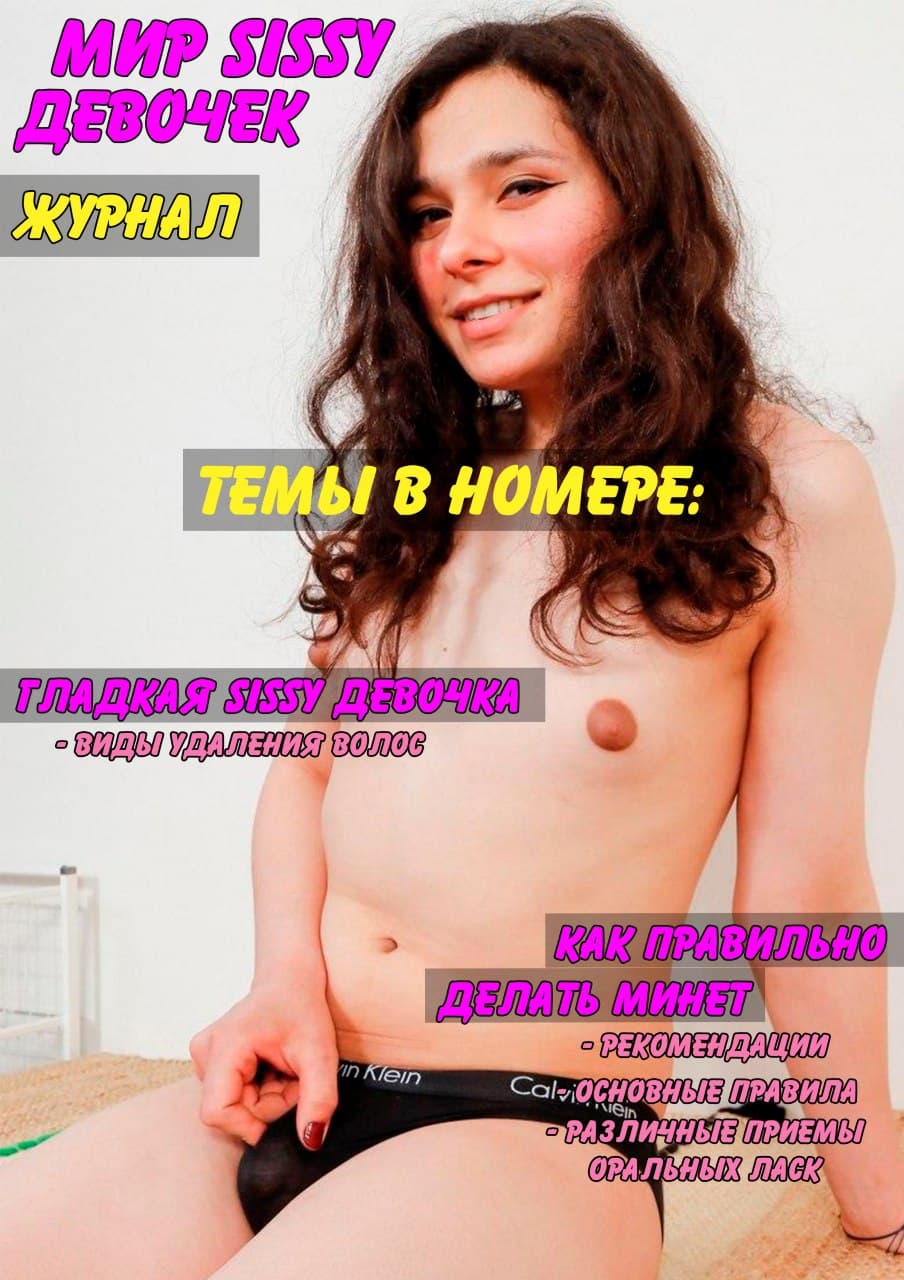 МИР SISSY
ДЕВОЧЕК
ЖУРНАЛ
ТЕМЫ В НОМЕРЕ:
ГЛАДКАЯ SISSY ДЕВОЧКА
- ВИДЫ УДАЛЕНИЯ ВОЛОС
КАК ПРАВИЛЬНО
ДЕЛАТЬ МИНЕТ
- РЕКОМЕНДАЦИИ
- ОСНОВНЫЕ ПРАВИЛА
- РАЗЛИЧНЫЕ ПРИЕМЫ
ОРАЛЬНЫХ ЛАСК
Klein
Calvin Klein